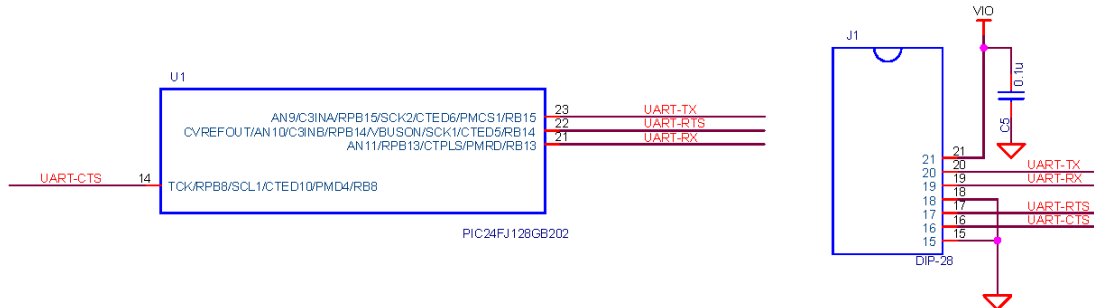 VIO
J1
0.1u
C5
U1
AN9/C3INA/RPB15/SCK2/CTED6/PMCS1/RB15
23
UART-TX
CVREFOUT/AN10/C3INB/RPB14/VBUSON/SCK1/CTED5/RB14
22
UART-RTS
AN11/RPB13/CTPLS/PMRD/RB13
21
UART-RX
UART-CTS
14
TCK/RPB8/SCL1/CTED10/PMD4/RB8
PIC24FJ128GB202
21
21
20
20
UART-TX
19
19
UART-RX
18
18
17
17
UART-RTS
16
16
UART-CTS
15
15
DIP-28